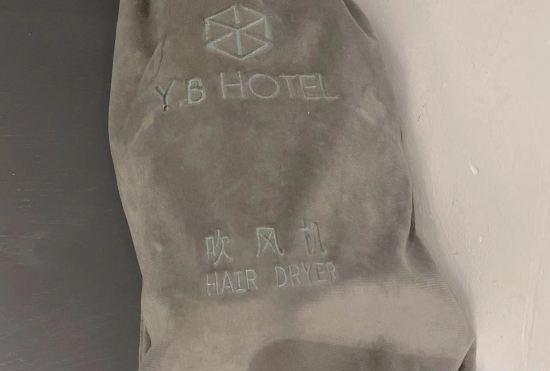 Y.B HOTEL
吹风机
HAIR DRYER